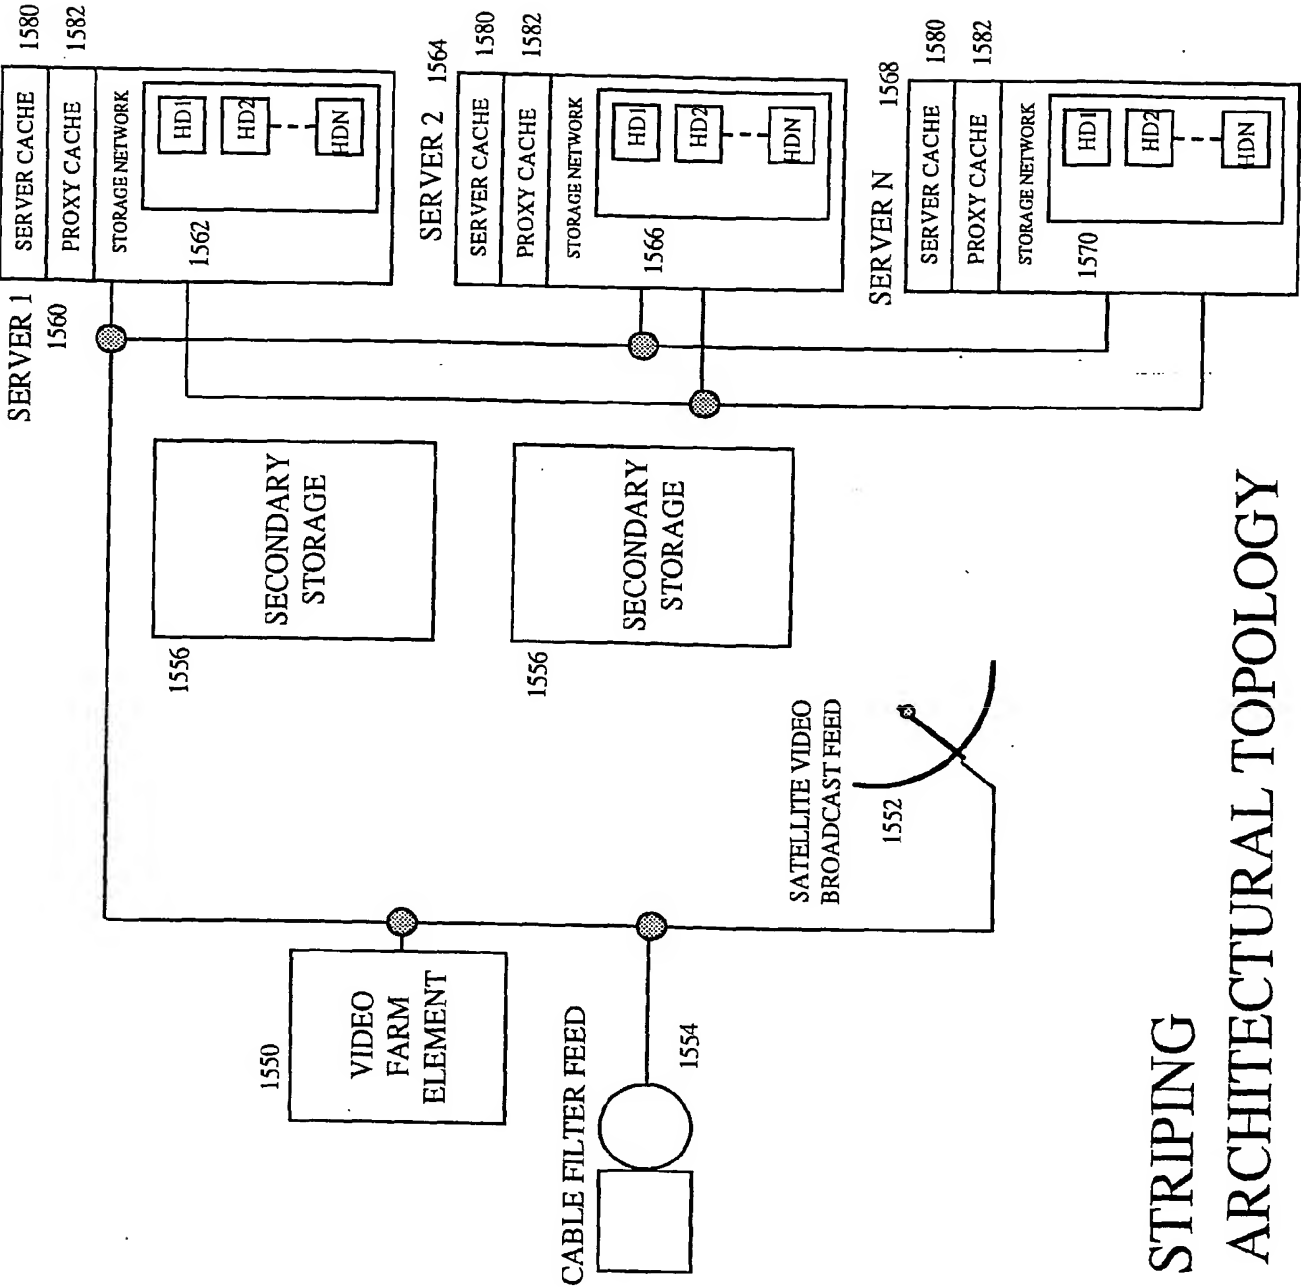 SERVER 1
1560
SERVER CACHE
1580
PROXY CACHE
1582
STORAGE NETWORK
HD1
HD2
HDN
1562
SERVER 2
1564
SERVER CACHE
1580
PROXY CACHE
1582
STORAGE NETWORK
HD1
HD2
HDN
1566
SERVER N
1568
SERVER CACHE
1580
PROXY CACHE
1582
STORAGE NETWORK
HD1
HD2
HDN
1570
1556
SECONDARY
STORAGE
1556
SECONDARY
STORAGE
SATELLITE VIDEO
BROADCAST FEED
1552
1550
VIDEO
FARM
ELEMENT
CABLE FILTER FEED
1554
STRIPING
ARCHITECTURAL TOPOLOGY